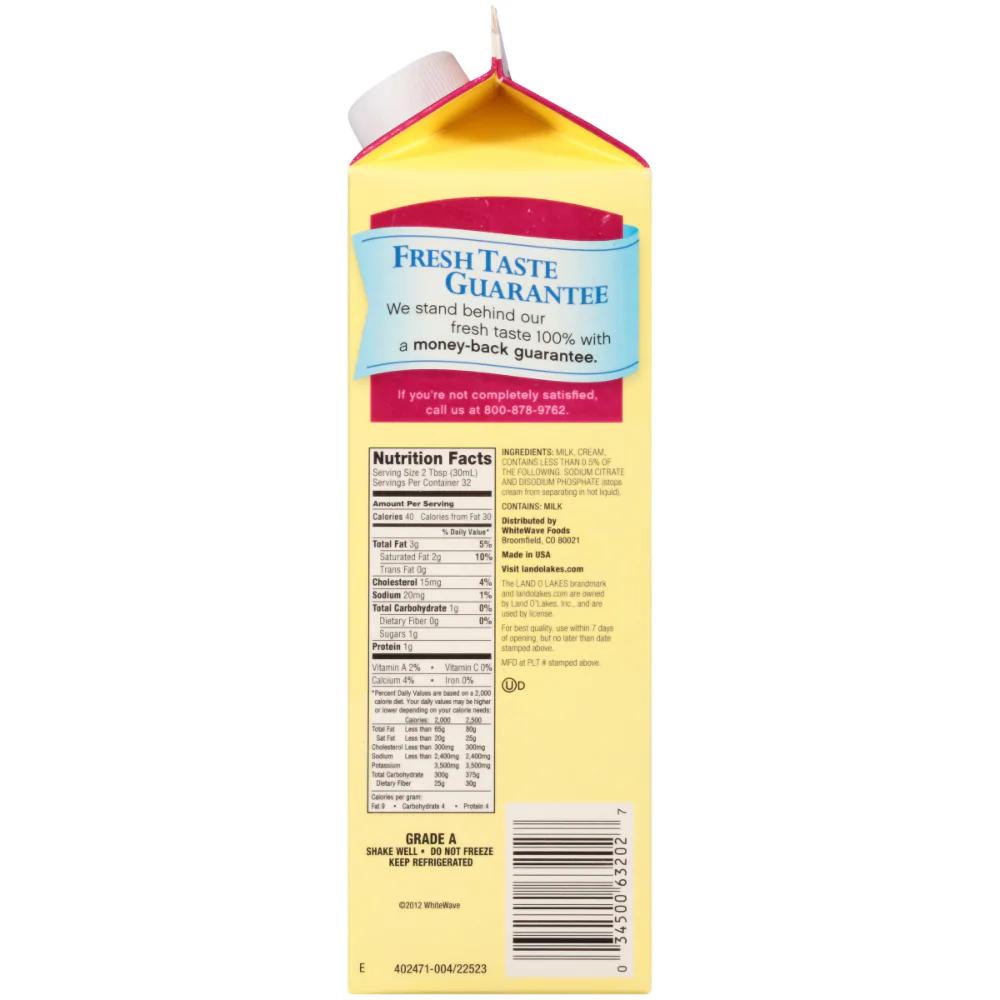 FRESH TASTE
GUARANTEE
We stand behind our
fresh taste 100% with
a money-back guarantee.
If you're not completely satisfied,
call us at 800-878-9762.
Nutrition Facts
Serving Size 2 Tbsp (30mL)
Servings Per Container 32
Amount Per Serving
Calories 40 Calories from Fat 30
% Daily Value*
Total Fat 3g 5%
Saturated Fat 2g 10%
Trans Fat 0g
Cholesterol 15mg 4%
Sodium 20mg 1%
Total Carbohydrate 1g 0%
Dietary Fiber 0g 0%
Sugars 1g
Protein 1g
Vitamin A 2% • Vitamin C 0%
Calcium 4% • Iron 0%
*Percent Daily Values are based on a 2,000
calorie diet. Your daily values may be higher
or lower depending on your calorie needs:
Calories: 2,000 2,500
Total Fat Less than 65g 80g
Sat Fat Less than 20g 25g
Cholesterol Less than 300mg 300mg
Sodium Less than 2,400mg 2,400mg
Potassium 3,500mg 3,500mg
Total Carbohydrate 300g 375g
Dietary Fiber 25g 30g
Calories per gram:
Fat 9 • Carbohydrate 4 • Protein 4
INGREDIENTS: MILK, CREAM,
CONTAINS LESS THAN 0.5% OF
THE FOLLOWING: SODIUM CITRATE
AND DISODIUM PHOSPHATE (stops
cream from separating in hot liquid).
CONTAINS: MILK
Distributed by
WhiteWave Foods
Broomfield, CO 80021
Made in USA
Visit landolakes.com
The LAND O LAKES brandmark
and landolakes.com are owned
by Land O'Lakes, Inc., and are
used by license.
For best quality, use within 7 days
of opening, but no later than date
stamped above.
MFD at PLT # stamped above.
UD
GRADE A
SHAKE WELL • DO NOT FREEZE
KEEP REFRIGERATED
©2012 WhiteWave
E 402471-004/22523
0 34500 63202 7